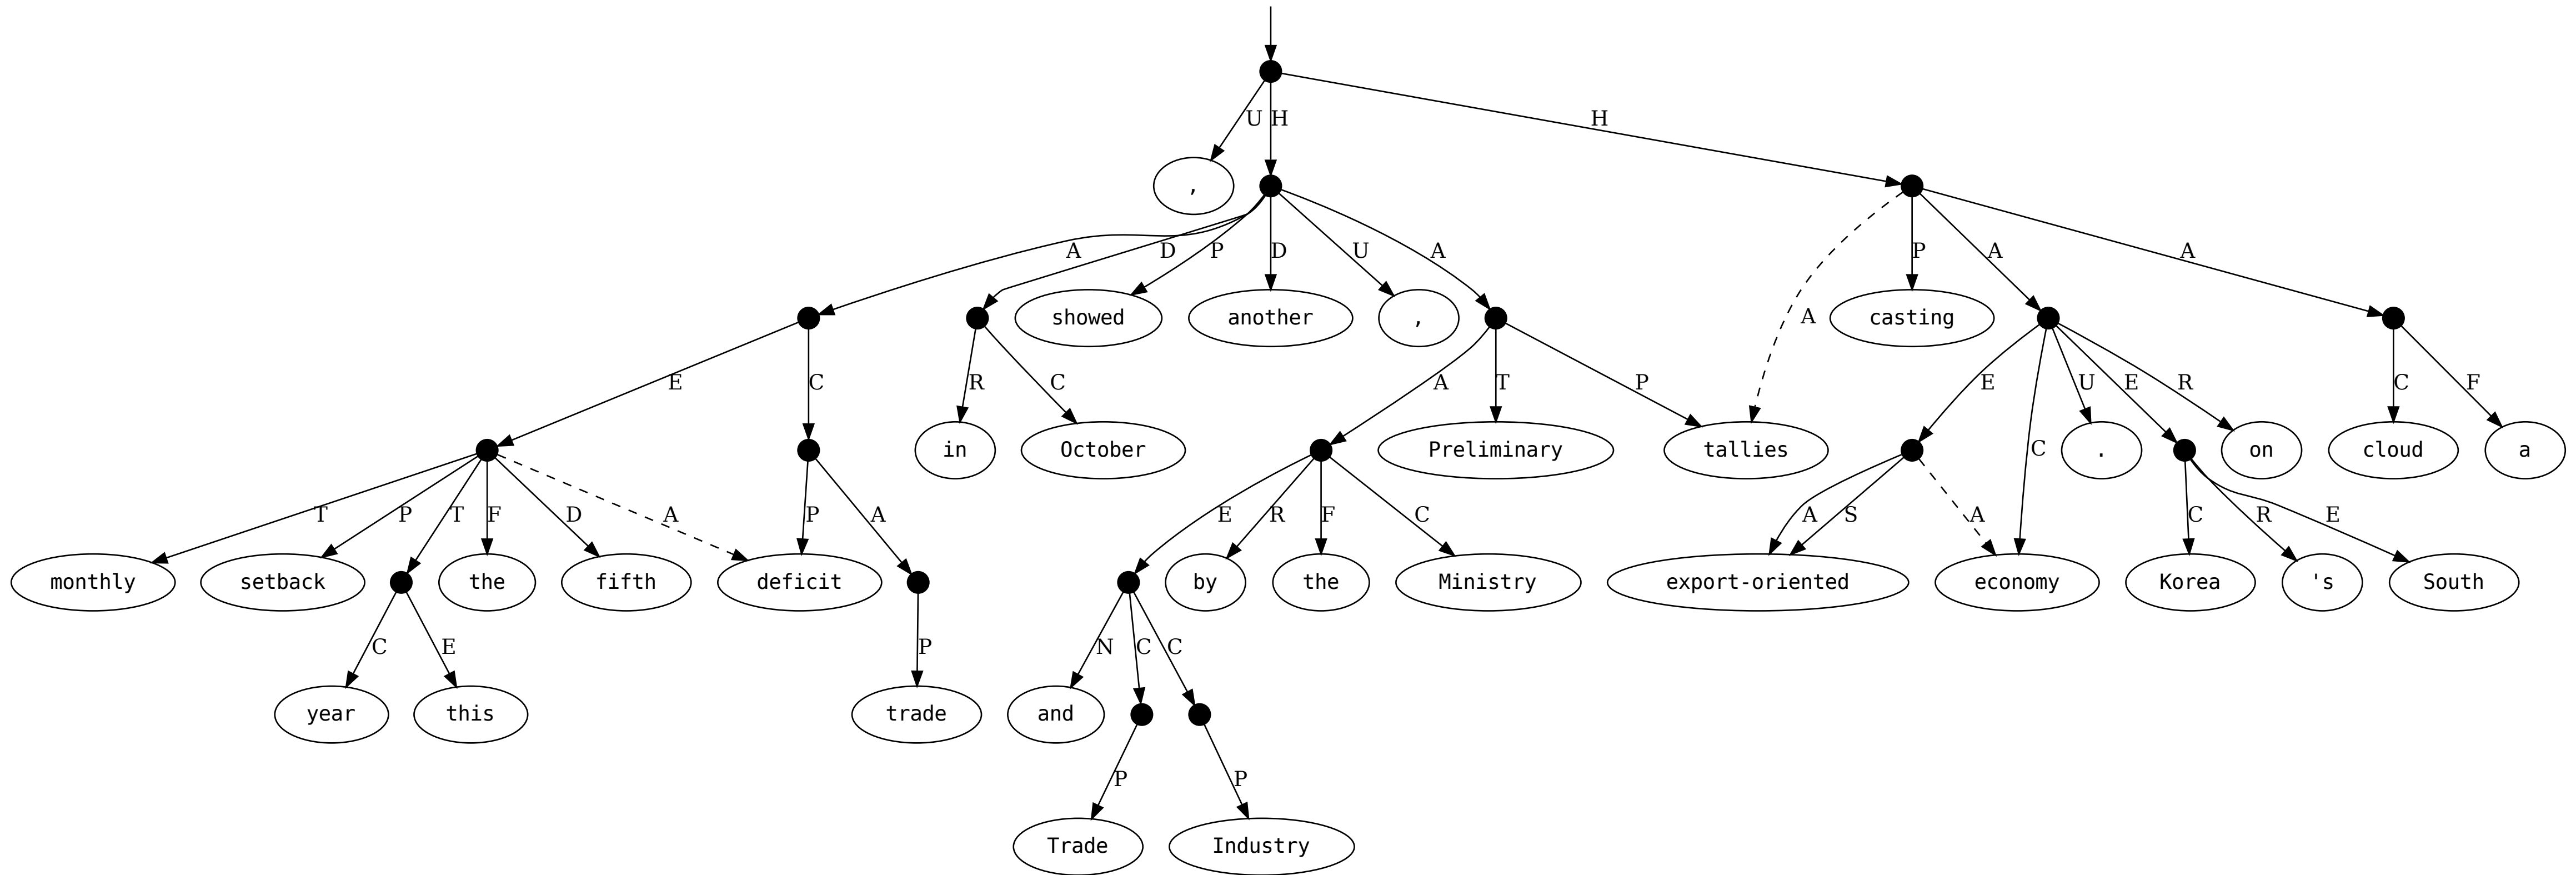 U H H
,
A D P D U A A P A A
showed another , casting
E C R C A T P E C U E R C F
in October Preliminary tallies . on cloud a
T P T F D A P A E R F C A S A C R E
monthly setback the fifth deficit by the Ministry export-oriented economy Korea 's South
C E P N C C
year this trade and
P P
Trade Industry